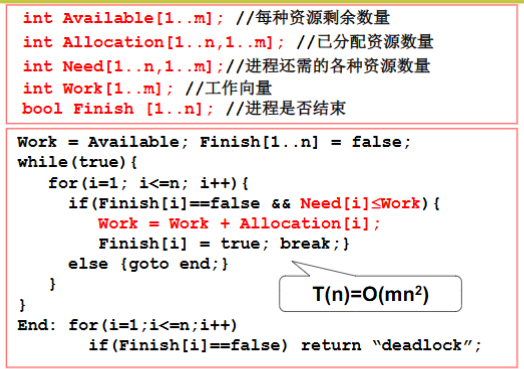 int Available[1..m]; //每种资源剩余数量
int Allocation[1..n,1..m]; //已分配资源数量
int Need[1..n,1..m];//进程还需的各种资源数量
int Work[1..m]; //工作向量
bool Finish [1..n]; //进程是否结束
Work = Available; Finish[1..n] = false;
while(true){
for(i=1; i<=n; i++){
if(Finish[i]==false && Need[i]≤Work){
Work = Work + Allocation[i];
Finish[i] = true; break;}
else {goto end;}
}
T(n)=O(mn²)
}
End: for(i=1;i<=n;i++)
if(Finish[i]==false) return “deadlock”;